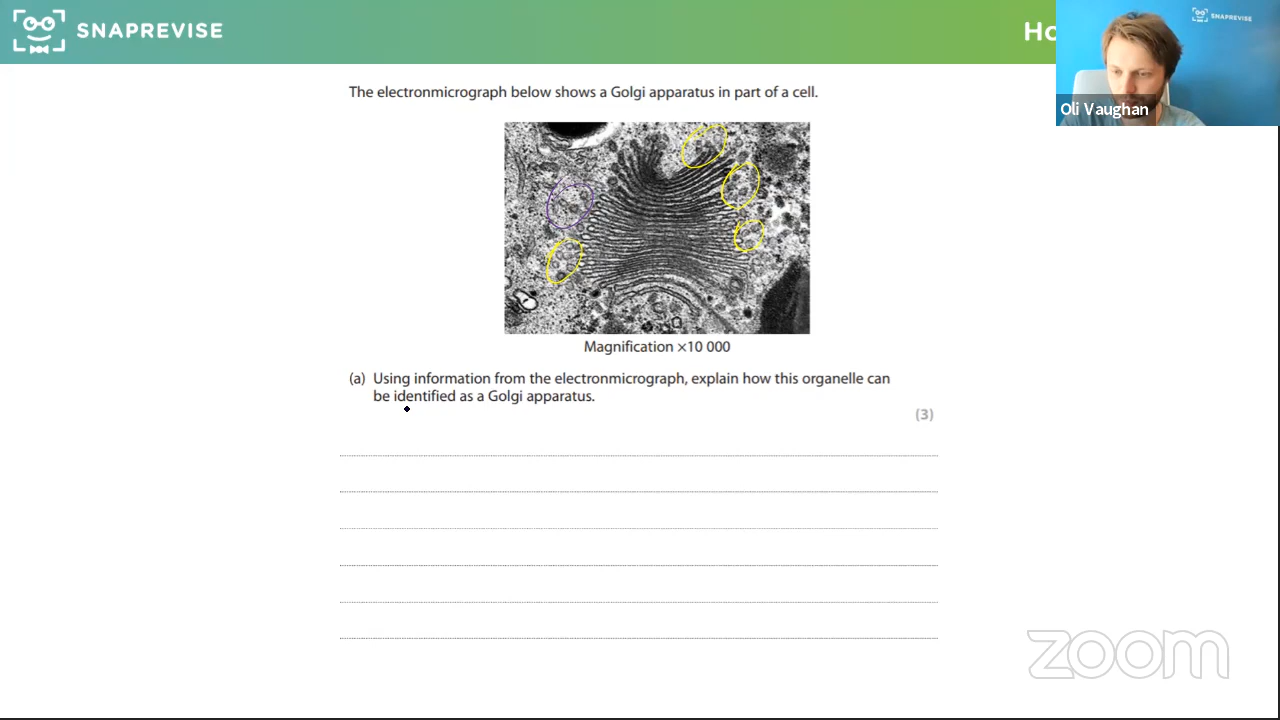 SNAPREVISE
SNAPREVISE
Oli Vaughan
The electronmicrograph below shows a Golgi apparatus in part of a cell.
Magnification ×10 000
(a) Using information from the electronmicrograph, explain how this organelle can
be identified as a Golgi apparatus.
(3)
zoom